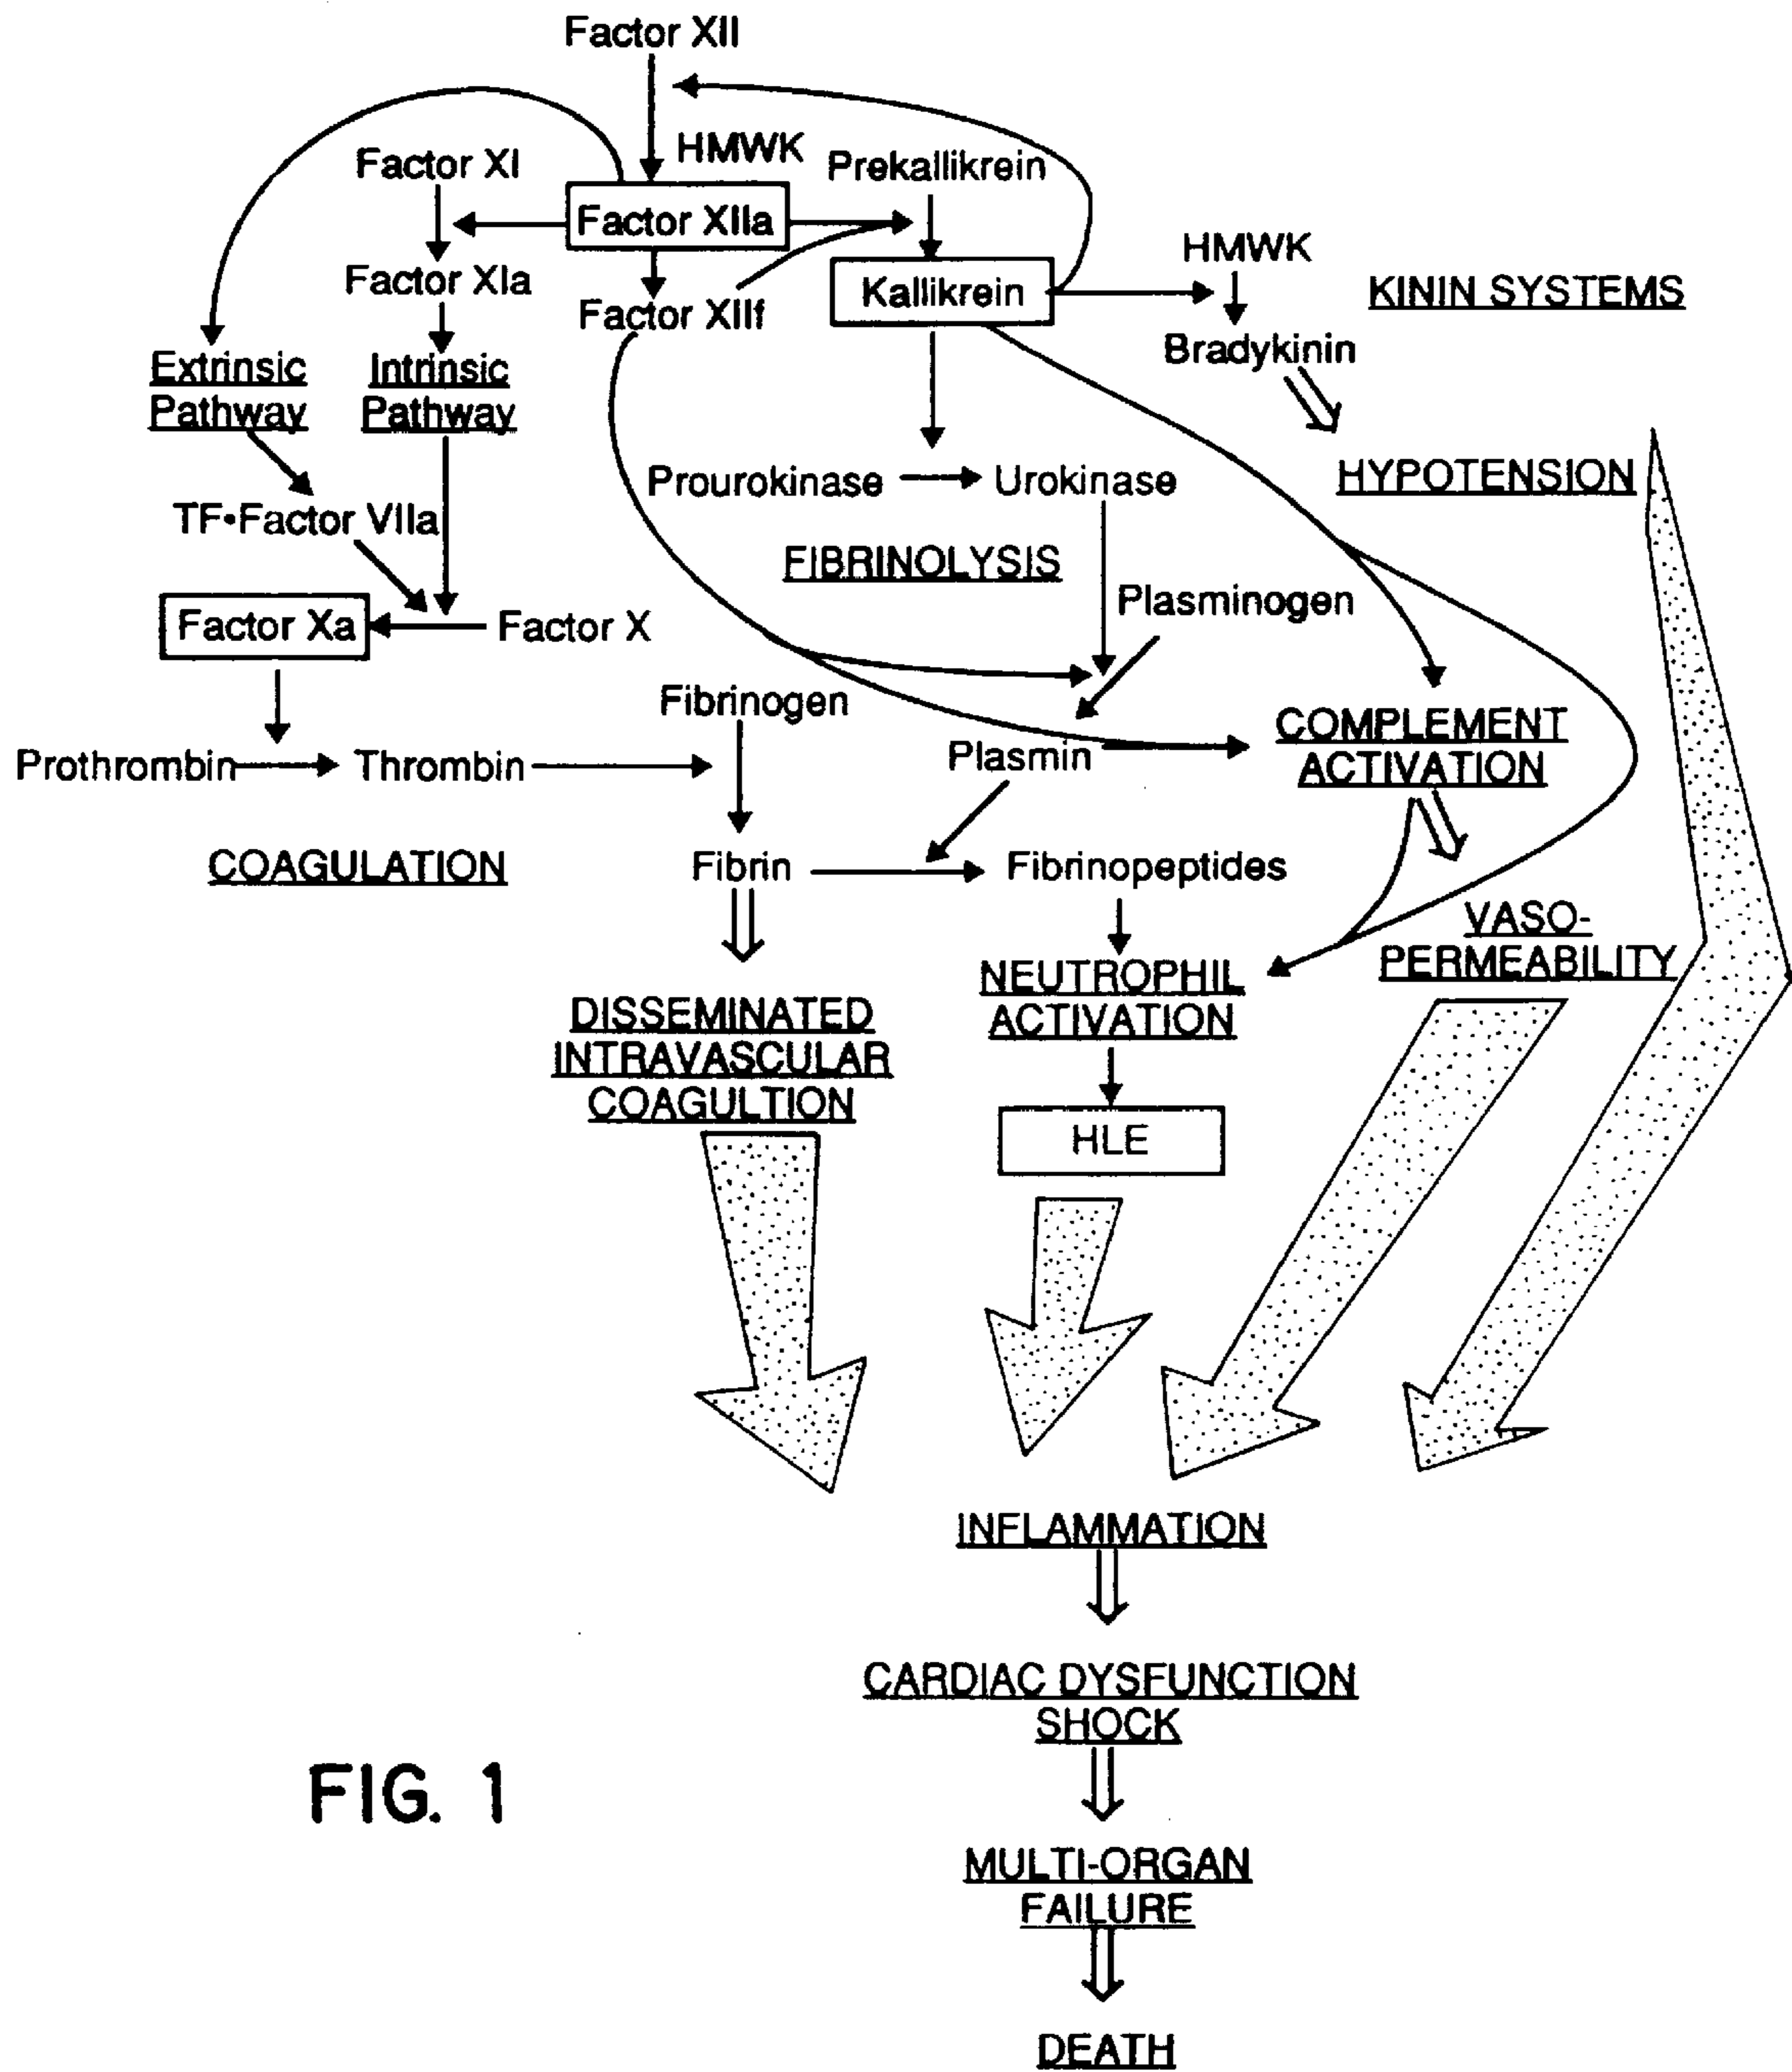 Factor XII
HMWK
Factor XI
Prekallikrein
Factor XIIa
HMWK
Factor XIa
Kallikrein
KININ SYSTEMS
Factor XIIf
Bradykinin
Extrinsic
Pathway
Intrinsic
Pathway
HYPOTENSION
Prourokinase
Urokinase
TF•Factor VIIa
FIBRINOLYSIS
Plasminogen
Factor Xa
Factor X
Fibrinogen
COMPLEMENT
ACTIVATION
Prothrombin
Thrombin
Plasmin
COAGULATION
Fibrin
Fibrinopeptides
VASO-
PERMEABILITY
NEUTROPHIL
ACTIVATION
DISSEMINATED
INTRAVASCULAR
COAGULTION
HLE
INFLAMMATION
CARDIAC DYSFUNCTION
SHOCK
FIG. 1
MULTI-ORGAN
FAILURE
DEATH